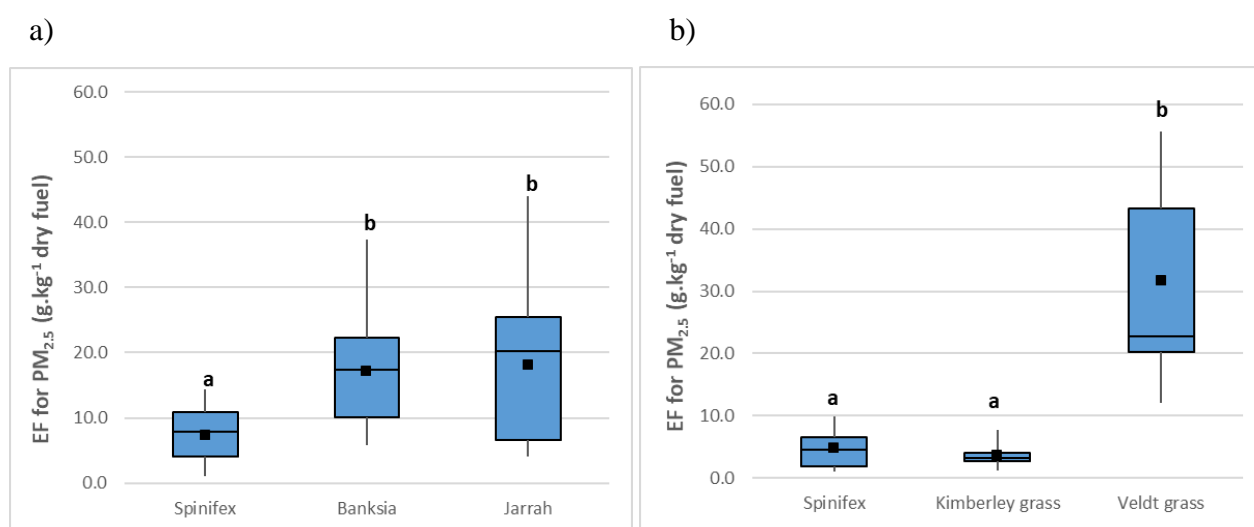 a)
EF for PM₂.₅ (g.kg⁻¹ dry fuel)
60.0
50.0
40.0
30.0
20.0
10.0
0.0
a
b
b
Spinifex
Banksia
Jarrah
b)
EF for PM₂.₅ (g.kg⁻¹ dry fuel)
60.0
50.0
40.0
30.0
20.0
10.0
0.0
a
a
b
Spinifex
Kimberley grass
Veldt grass